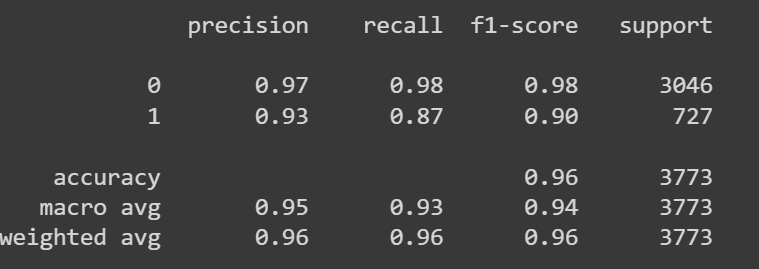 precision recall f1-score support
0 0.97 0.98 0.98 3046
1 0.93 0.87 0.90 727
accuracy 0.96 3773
macro avg 0.95 0.93 0.94 3773
weighted avg 0.96 0.96 0.96 3773